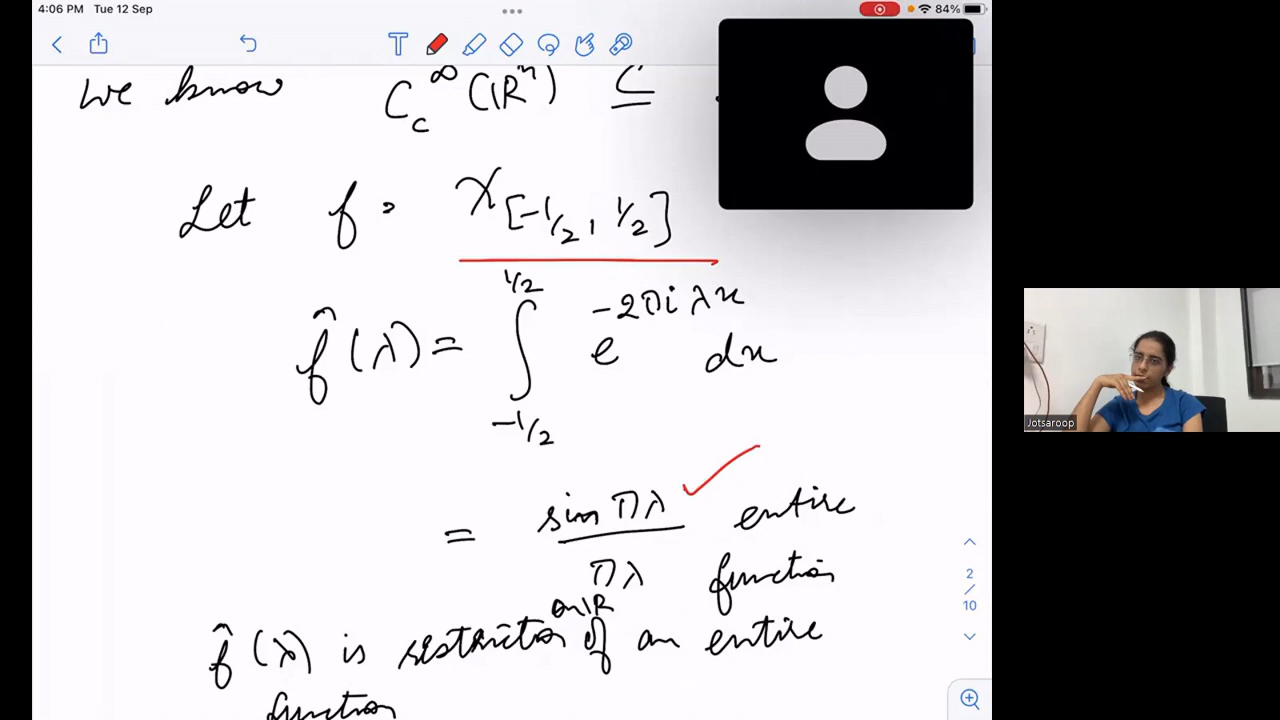 4:06 PM Tue 12 Sep
84%
T
we know C_c^∞ (ℝ^n) ⊆
Let f = χ_[-1/2, 1/2]
f̂(λ) = ∫_{-1/2}^{1/2} e^{-2πiλx} dx
= sin πλ / πλ entire function
on ℝ
f̂(λ) is restriction of an entire
function
2
/
10
Jotsaroop